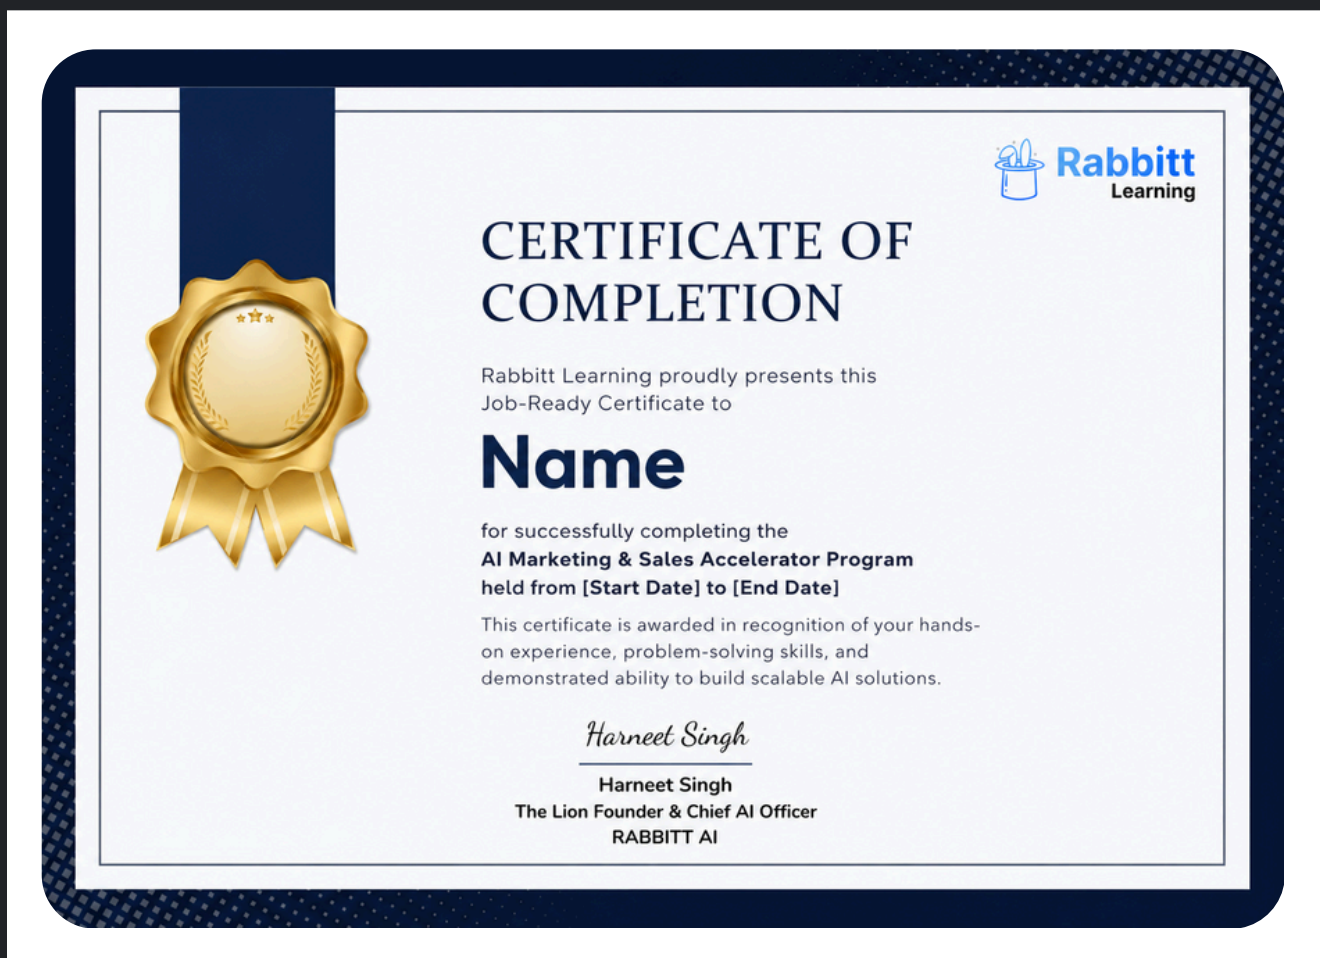 Rabbitt
Learning
CERTIFICATE OF
COMPLETION
Rabbitt Learning proudly presents this
Job-Ready Certificate to
Name
for successfully completing the
AI Marketing & Sales Accelerator Program
held from [Start Date] to [End Date]
This certificate is awarded in recognition of your hands-
on experience, problem-solving skills, and
demonstrated ability to build scalable AI solutions.
Harneet Singh
Harneet Singh
The Lion Founder & Chief AI Officer
RABBITT AI